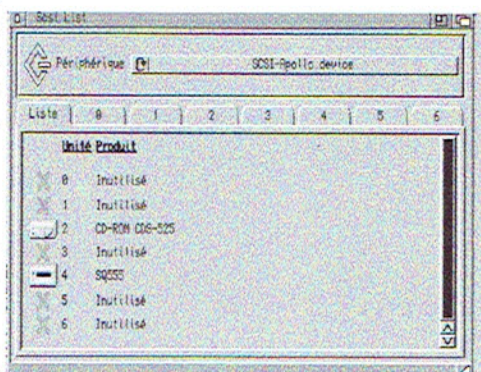 Scsi List
Périphérique SCSI-Apollo.device
Liste 0 1 2 3 4 5 6
Unité Produit
0 Inutilisé
1 Inutilisé
2 CD-ROM CDS-525
3 Inutilisé
4 SQ555
5 Inutilisé
6 Inutilisé